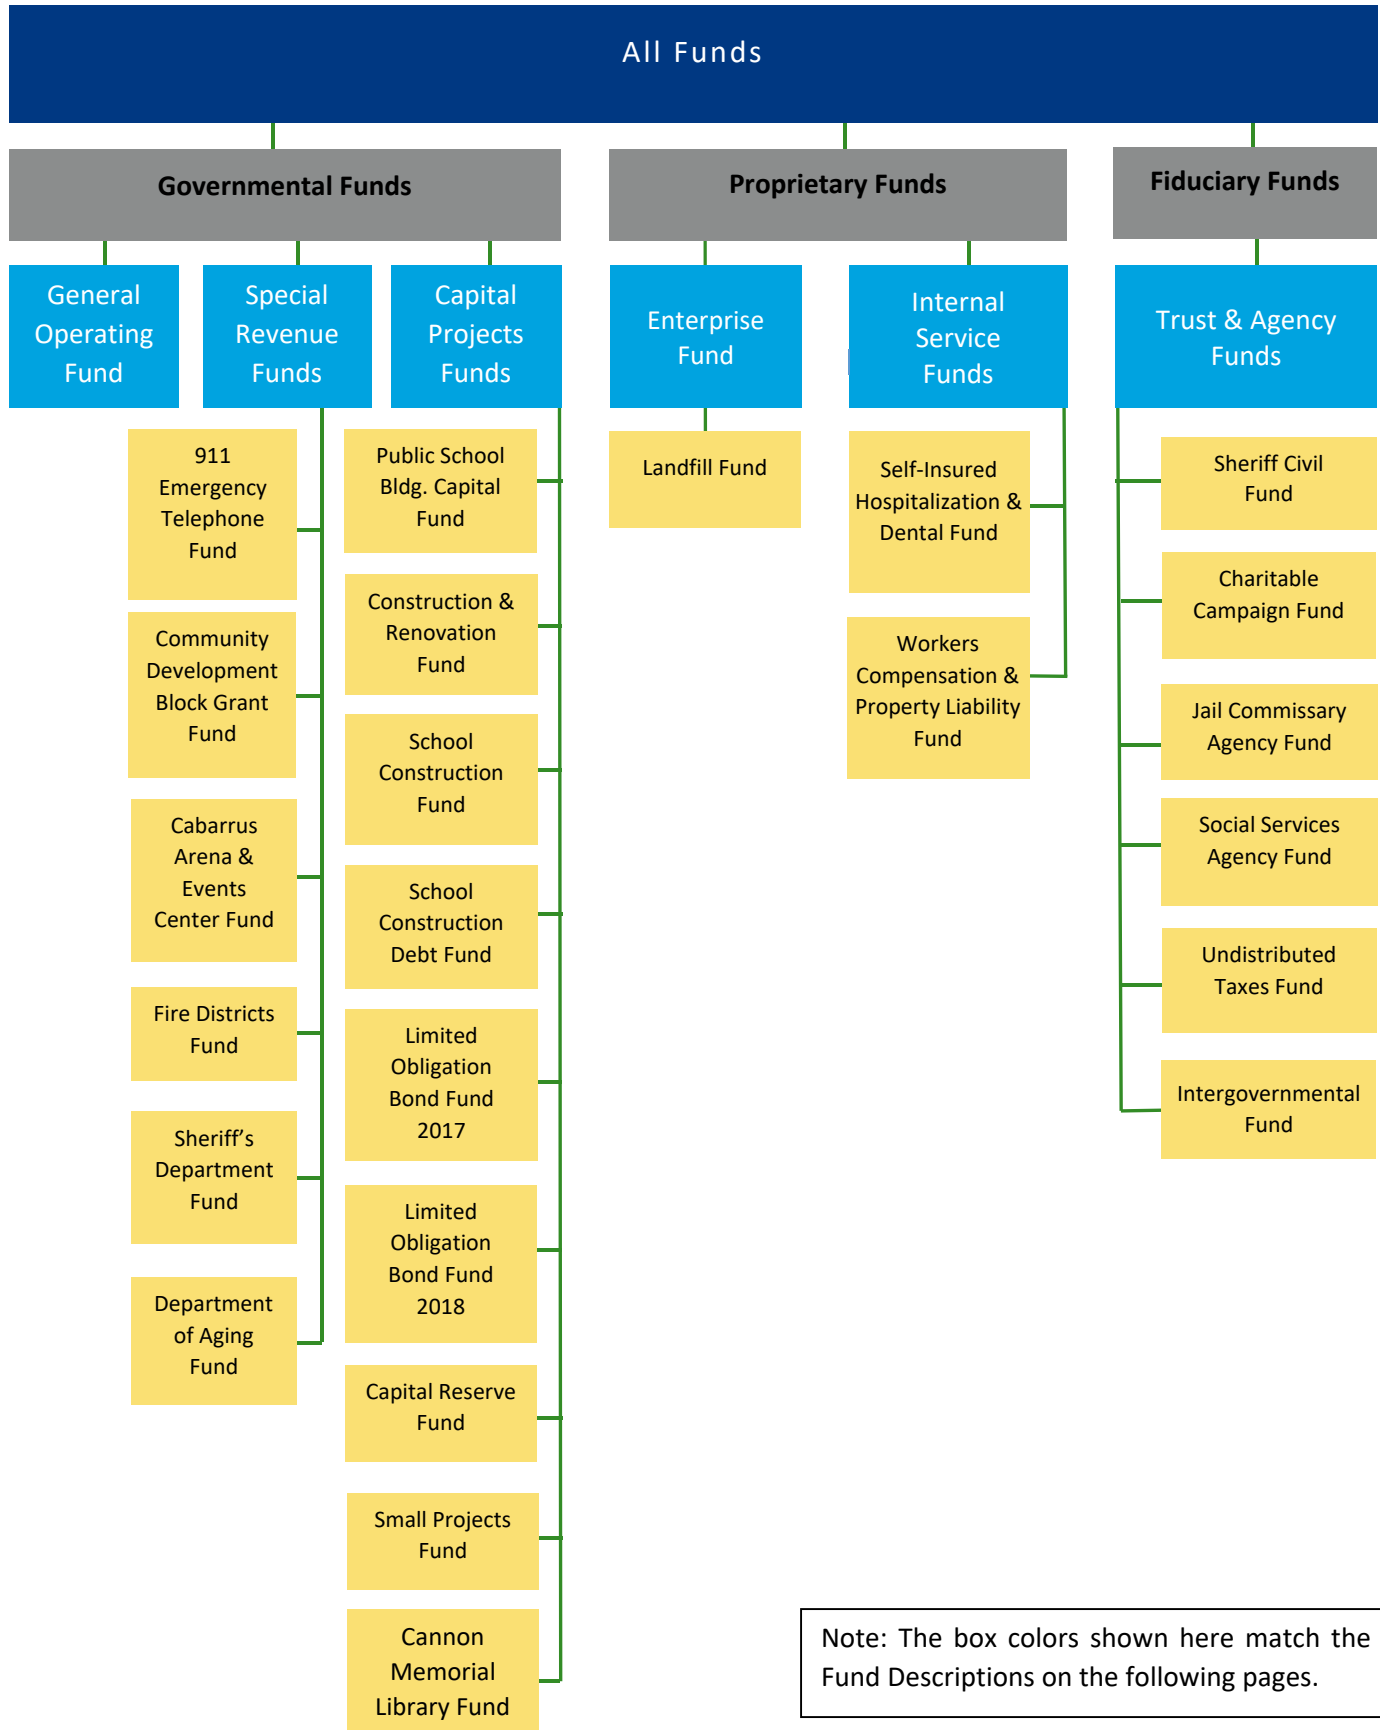 All Funds
Governmental Funds
Proprietary Funds
Fiduciary Funds
General
Operating
Fund
Special
Revenue
Funds
Capital
Projects
Funds
Enterprise
Fund
Internal
Service
Funds
Trust & Agency
Funds
911
Emergency
Telephone
Fund
Community
Development
Block Grant
Fund
Cabarrus
Arena &
Events
Center Fund
Fire Districts
Fund
Sheriff’s
Department
Fund
Department
of Aging
Fund
Public School
Bldg. Capital
Fund
Construction &
Renovation
Fund
School
Construction
Fund
School
Construction
Debt Fund
Limited
Obligation
Bond Fund
2017
Limited
Obligation
Bond Fund
2018
Capital Reserve
Fund
Small Projects
Fund
Cannon
Memorial
Library Fund
Landfill Fund
Self-Insured
Hospitalization &
Dental Fund
Workers
Compensation &
Property Liability
Fund
Sheriff Civil
Fund
Charitable
Campaign Fund
Jail Commissary
Agency Fund
Social Services
Agency Fund
Undistributed
Taxes Fund
Intergovernmental
Fund
Note: The box colors shown here match the
Fund Descriptions on the following pages.